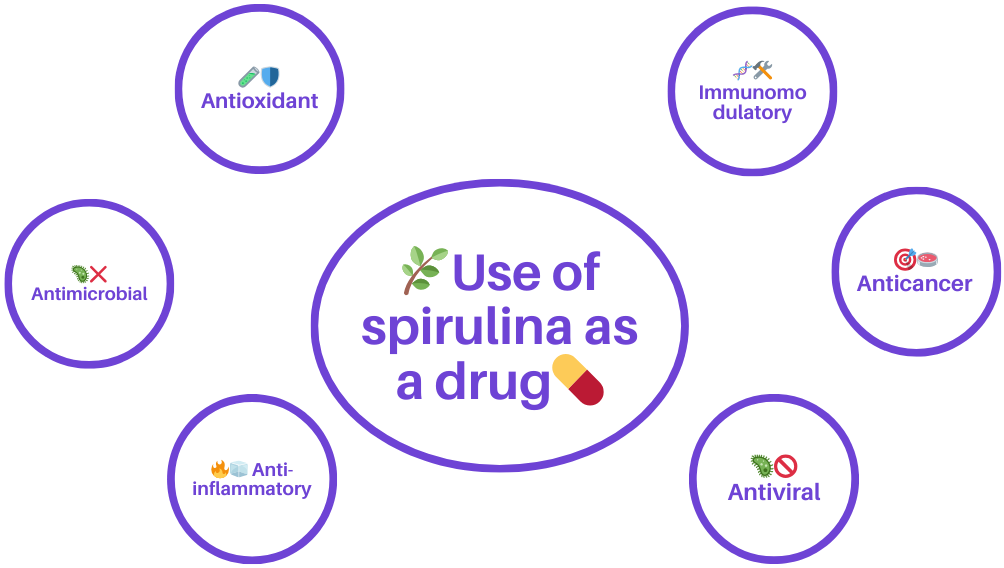 Antioxidant
Immunomo
dulatory
Antimicrobial
Use of
spirulina as
a drug
Anticancer
Anti-
inflammatory
Antiviral